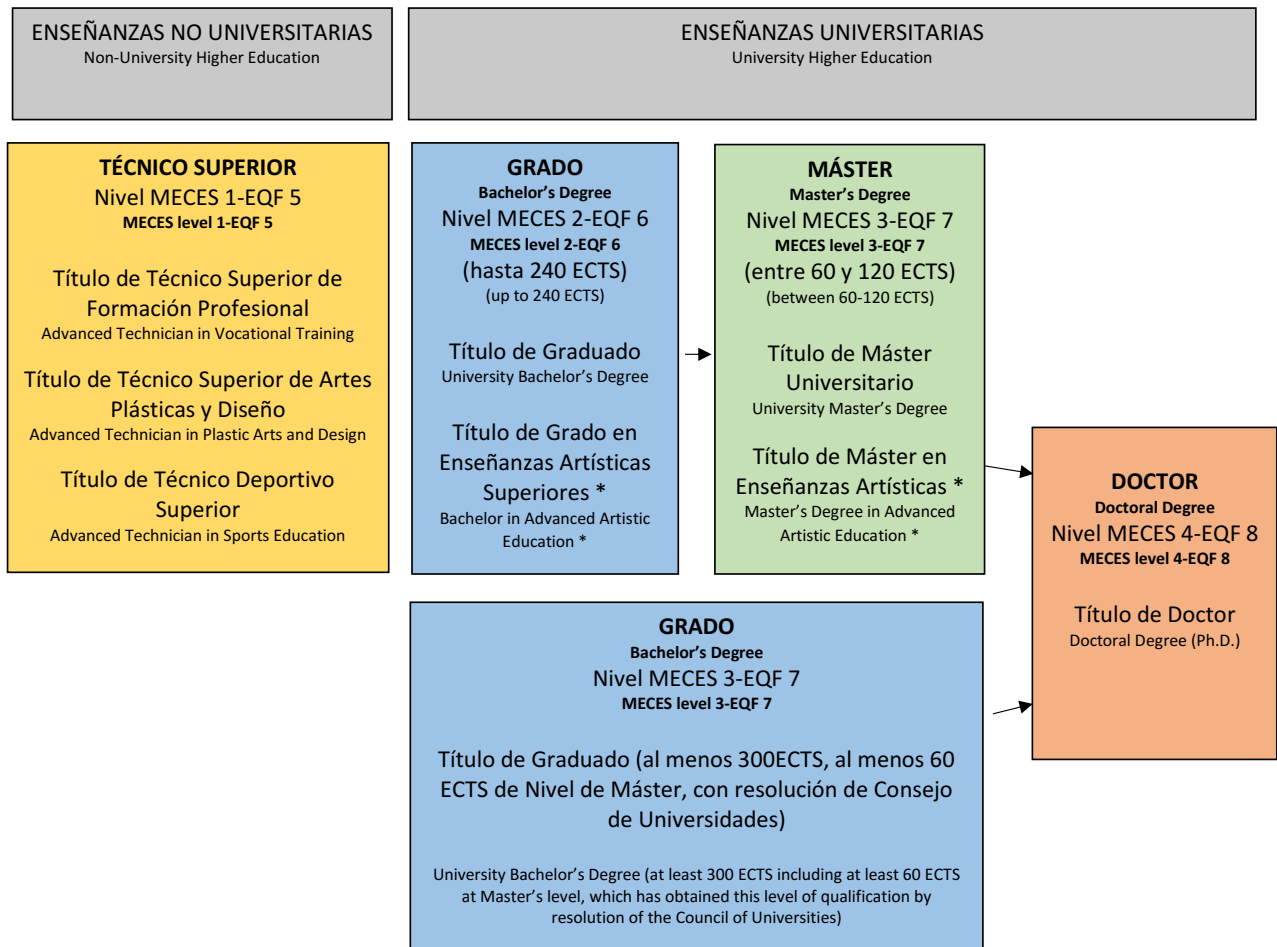 ENSEÑANZAS NO UNIVERSITARIAS
Non-University Higher Education
ENSEÑANZAS UNIVERSITARIAS
University Higher Education
TÉCNICO SUPERIOR
Nivel MECES 1-EQF 5
MECES level 1-EQF 5
Título de Técnico Superior de
Formación Profesional
Advanced Technician in Vocational Training
Título de Técnico Superior de Artes
Plásticas y Diseño
Advanced Technician in Plastic Arts and Design
Título de Técnico Deportivo
Superior
Advanced Technician in Sports Education
GRADO
Bachelor’s Degree
Nivel MECES 2-EQF 6
MECES level 2-EQF 6
(hasta 240 ECTS)
(up to 240 ECTS)
Título de Graduado
University Bachelor’s Degree
Título de Grado en
Enseñanzas Artísticas
Superiores *
Bachelor in Advanced Artistic
Education *
MÁSTER
Master’s Degree
Nivel MECES 3-EQF 7
MECES level 3-EQF 7
(entre 60 y 120 ECTS)
(between 60-120 ECTS)
Título de Máster
Universitario
University Master’s Degree
Título de Máster en
Enseñanzas Artísticas *
Master’s Degree in Advanced
Artistic Education *
DOCTOR
Doctoral Degree
Nivel MECES 4-EQF 8
MECES level 4-EQF 8
Título de Doctor
Doctoral Degree (Ph.D.)
GRADO
Bachelor’s Degree
Nivel MECES 3-EQF 7
MECES level 3-EQF 7
Título de Graduado (al menos 300ECTS, al menos 60
ECTS de Nivel de Máster, con resolución de Consejo
de Universidades)
University Bachelor’s Degree (at least 300 ECTS including at least 60 ECTS
at Master’s level, which has obtained this level of qualification by
resolution of the Council of Universities)